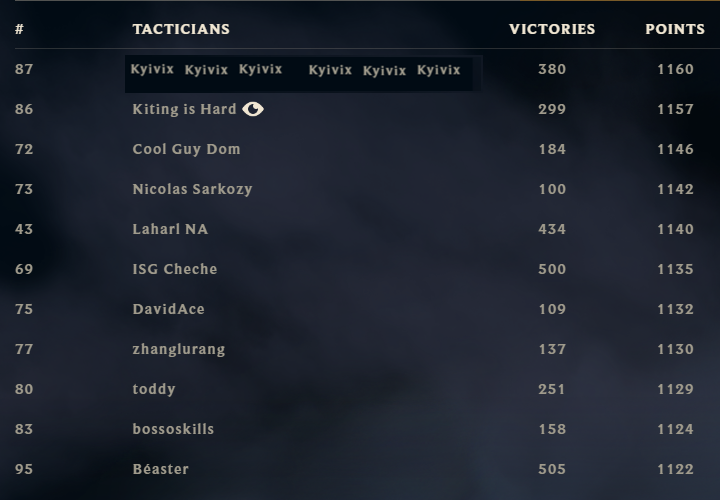 # TACTICIANS VICTORIES POINTS
87 Kyivix Kyivix Kyivix Kyivix Kyivix Kyivix 380 1160
86 Kiting is Hard 299 1157
72 Cool Guy Dom 184 1146
73 Nicolas Sarkozy 100 1142
43 Laharl NA 434 1140
69 ISG Cheche 500 1135
75 DavidAce 109 1132
77 zhanglurang 137 1130
80 toddy 251 1129
83 bossoskills 158 1124
95 Béaster 505 1122